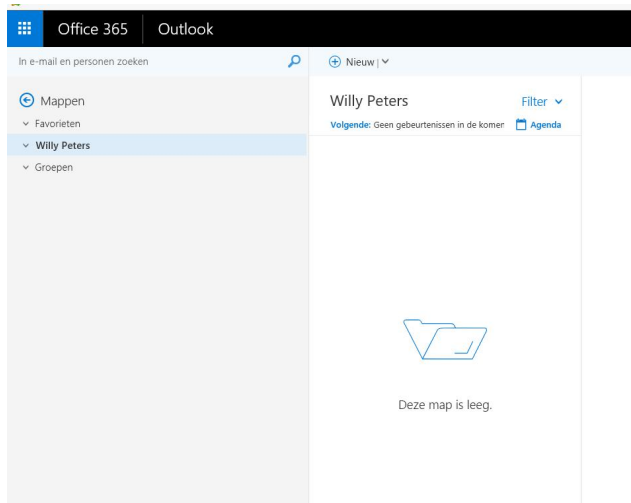 Office 365 Outlook
In e-mail en personen zoeken
Nieuw
Mappen
Favorieten
Willy Peters
Groepen
Willy Peters Filter
Volgende: Geen gebeurtenissen in de komen Agenda
Deze map is leeg.